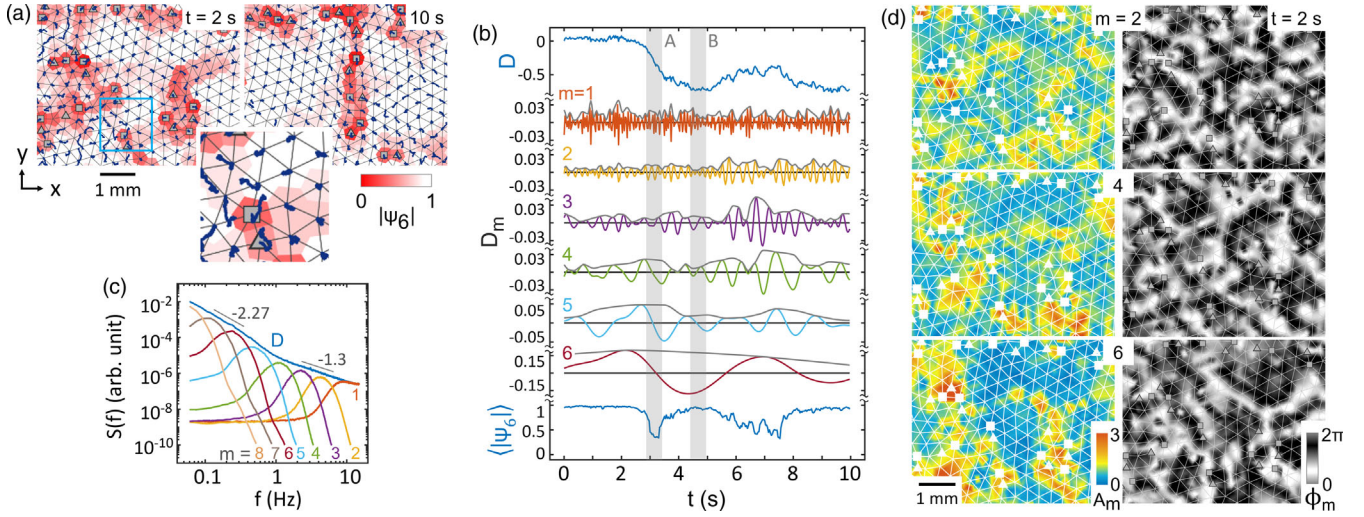 (a)
t = 2 s
10 s
y
x
1 mm
0 1
|Ψ₆|
(b)
A B
D
0
-0.5
m=1
0.03
-0.03
2
0.03
-0.03
3
0.03
-0.03
D_m
4
0.03
-0.03
5
0.05
-0.05
6
0.15
-0.15
⟨|Ψ₆|⟩
1
0.5
0 2 4 6 8 10
t (s)
(c)
S(f) (arb. unit)
10⁻²
10⁻⁴
10⁻⁶
10⁻⁸
10⁻¹⁰
-2.27
D
-1.3
1
m = 8 7 6 5 4 3 2
0.1 1 10
f (Hz)
(d)
m = 2
t = 2 s
4
6
3
0
A_m
2π
0
ϕ_m
1 mm